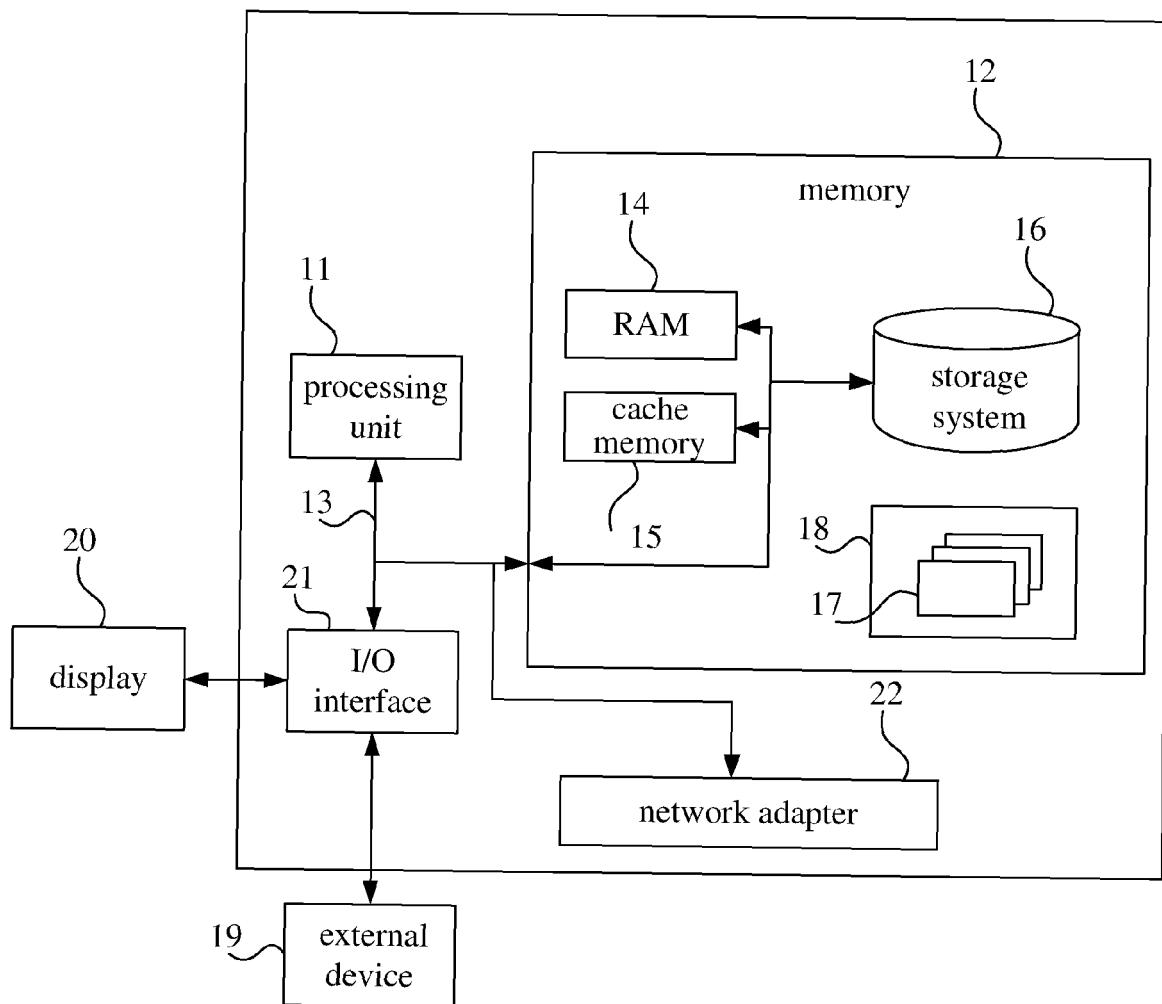 12
memory
14
16
11
RAM
processing
unit
storage
system
cache
memory
13
15
18
20
21
17
I/O
interface
display
22
network adapter
19
external
device